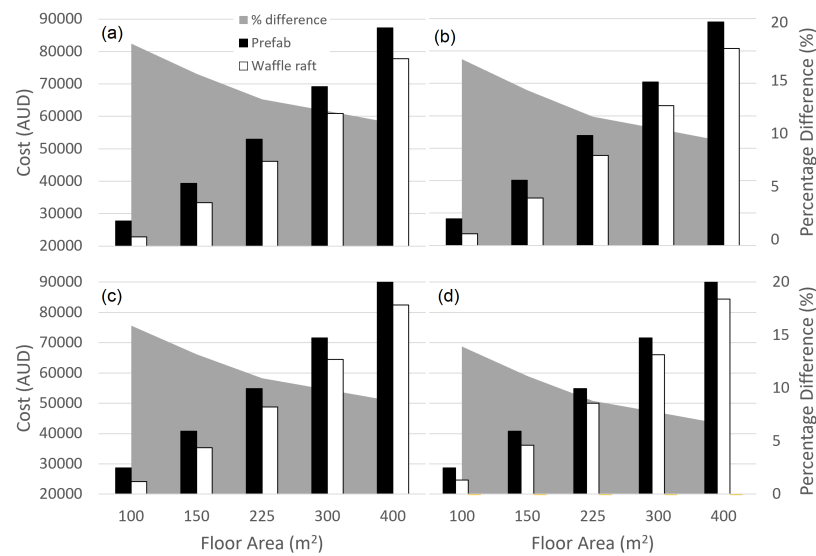 90000
80000
70000
60000
50000
40000
30000
20000
Cost (AUD)
(a)
% difference
Prefab
Waffle raft
(b)
20
15
10
5
0
Percentage Difference (%)
90000
80000
70000
60000
50000
40000
30000
20000
Cost (AUD)
(c)
(d)
20
15
10
5
0
Percentage Difference (%)
100 150 225 300 400
Floor Area (m²)
100 150 225 300 400
Floor Area (m²)